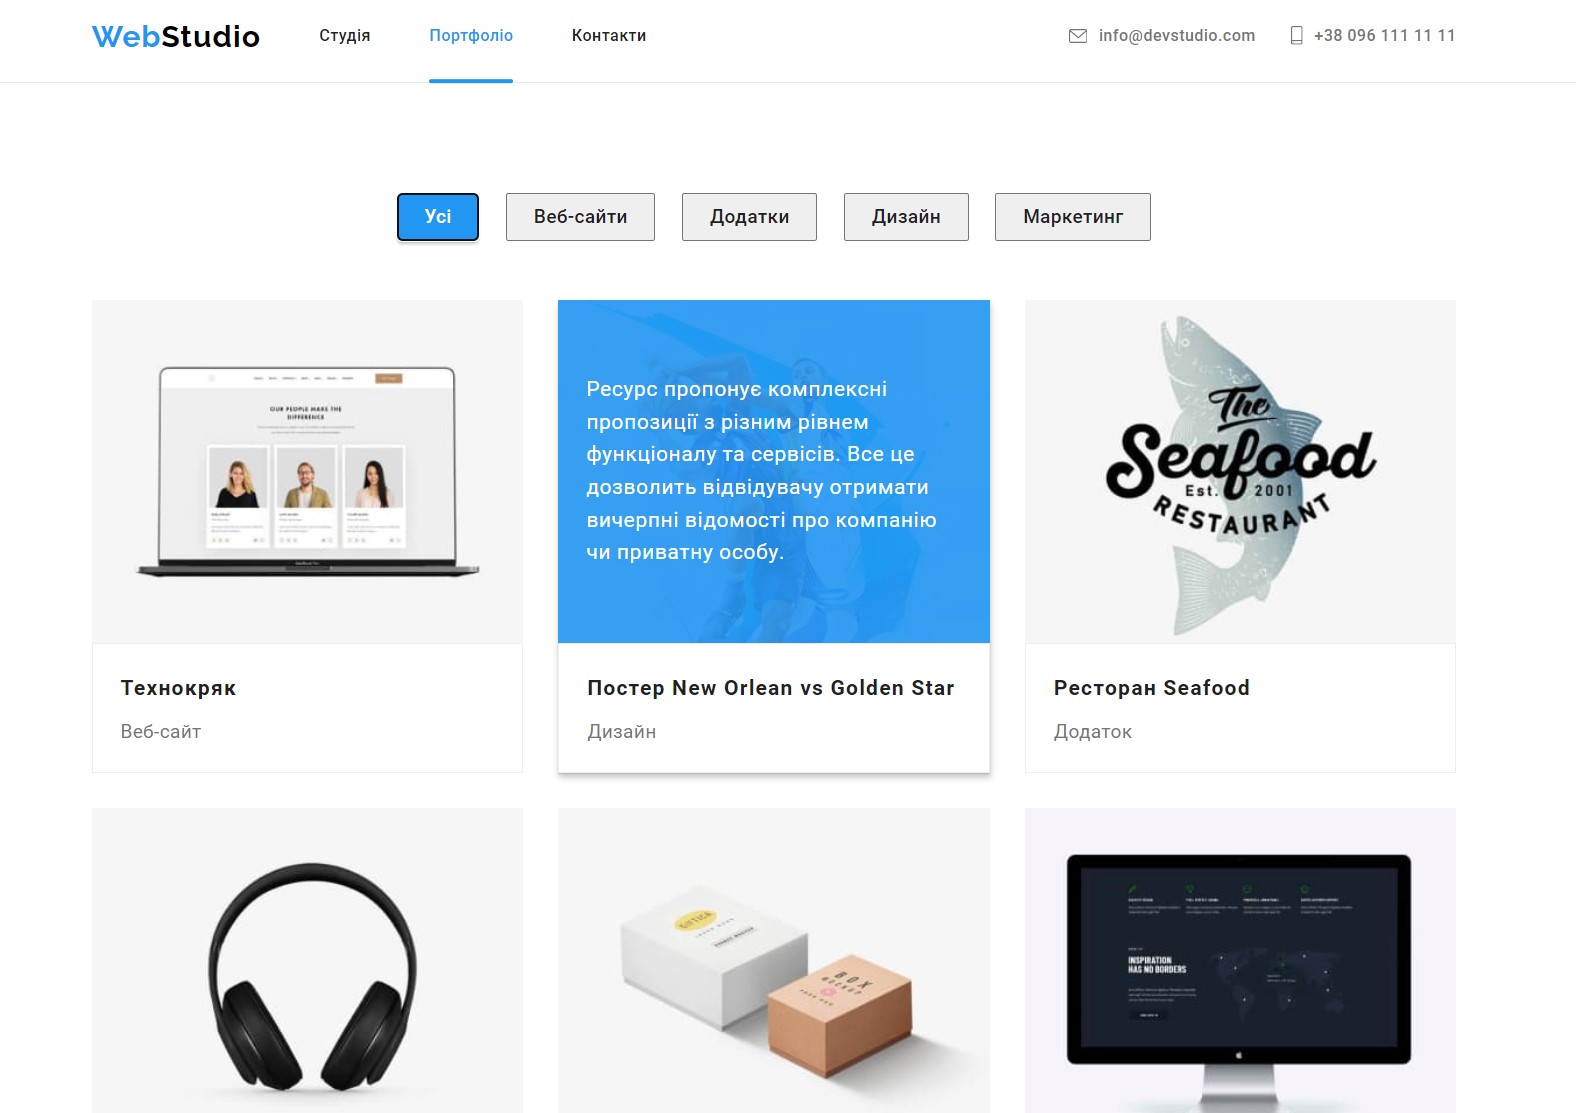 WebStudio
Студія
Портфоліо
Контакти
info@devstudio.com
+38 096 111 11 11
Усі
Веб-сайти
Додатки
Дизайн
Маркетинг
OUR PEOPLE MAKE THE
DIFFERENCE
Ресурс пропонує комплексні
пропозиції з різним рівнем
функціоналу та сервісів. Все це
дозволить відвідувачу отримати
вичерпні відомості про компанію
чи приватну особу.
The
Seafood
Est. 2001
RESTAURANT
Технокряк
Веб-сайт
Постер New Orlean vs Golden Star
Дизайн
Ресторан Seafood
Додаток
BOX
MOCKUP
INSPIRATION
HAS NO BORDERS